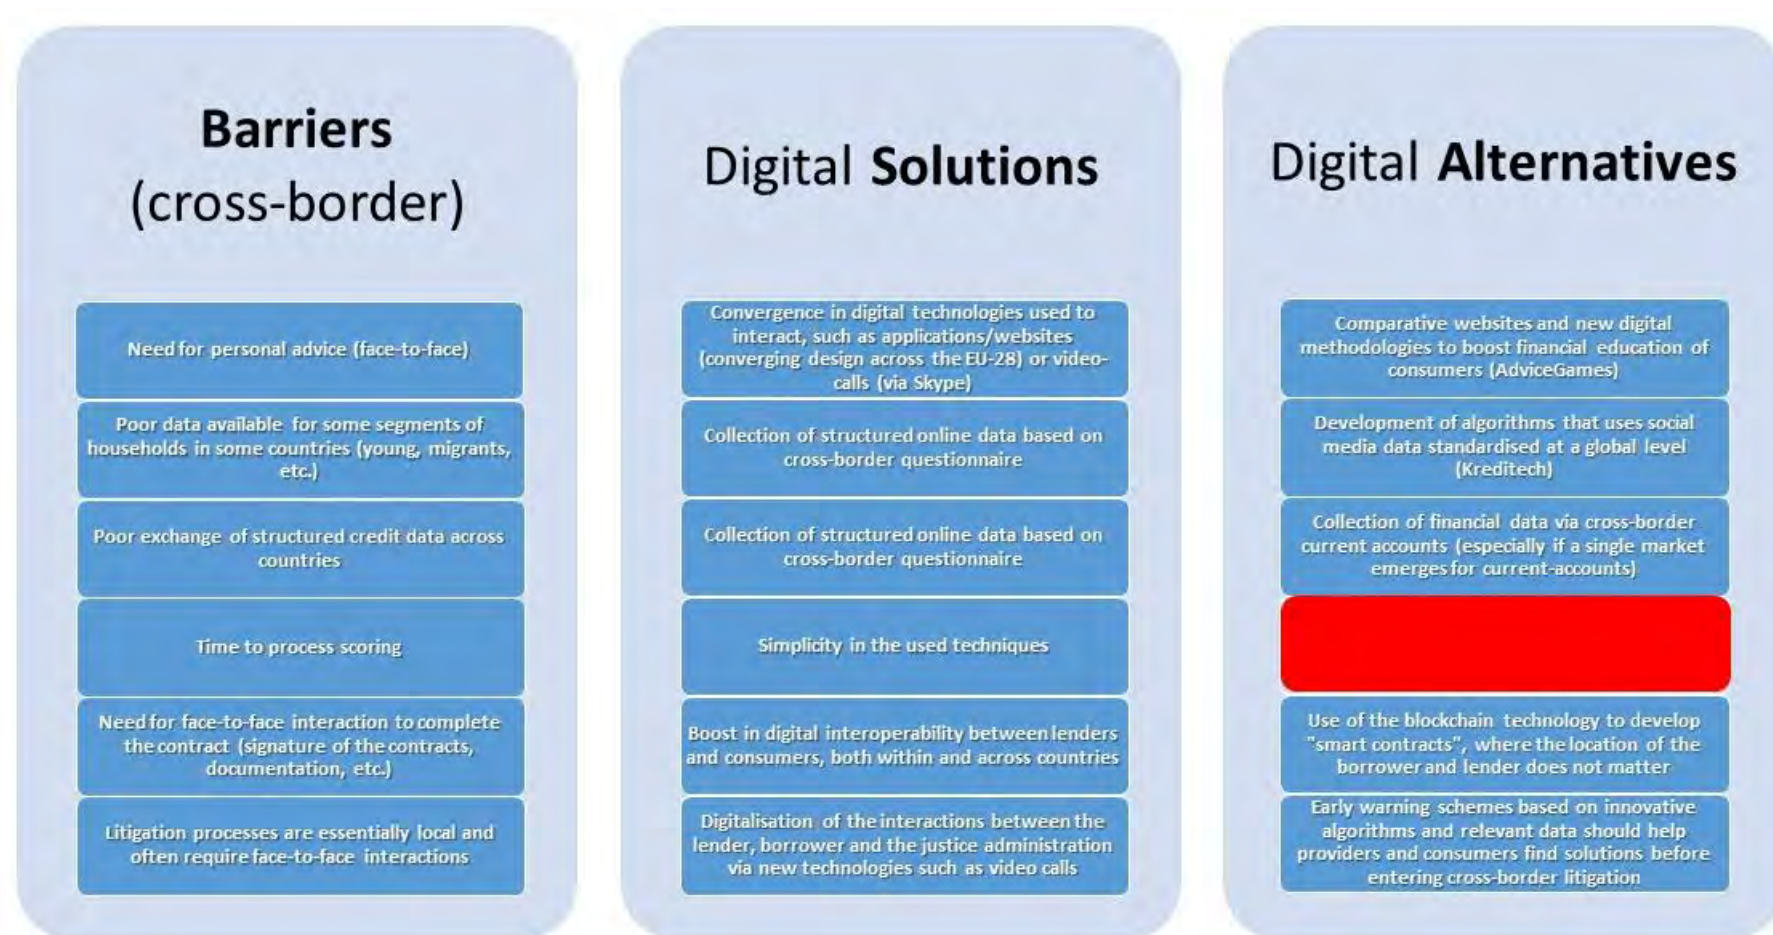 Barriers
(cross-border)
Need for personal advice (face-to-face)
Poor data available for some segments of
households in some countries (young, migrants,
etc.)
Poor exchange of structured credit data across
countries
Time to process scoring
Need for face-to-face interaction to complete
the contract (signature of the contracts,
documentation, etc.)
Litigation processes are essentially local and
often require face-to-face interactions
Digital Solutions
Convergence in digital technologies used to
interact, such as applications/websites
(converging design across the EU-28) or video-
calls (via Skype)
Collection of structured online data based on
cross-border questionnaire
Collection of structured online data based on
cross-border questionnaire
Simplicity in the used techniques
Boost in digital interoperability between lenders
and consumers, both within and across countries
Digitalisation of the interactions between the
lender, borrower and the justice administration
via new technologies such as video calls
Digital Alternatives
Comparative websites and new digital
methodologies to boost financial education of
consumers (AdviceGames)
Development of algorithms that uses social
media data standardised at a global level
(Kreditech)
Collection of financial data via cross-border
current accounts (especially if a single market
emerges for current-accounts)
Use of the blockchain technology to develop
"smart contracts", where the location of the
borrower and lender does not matter
Early warning schemes based on innovative
algorithms and relevant data should help
providers and consumers find solutions before
entering cross-border litigation